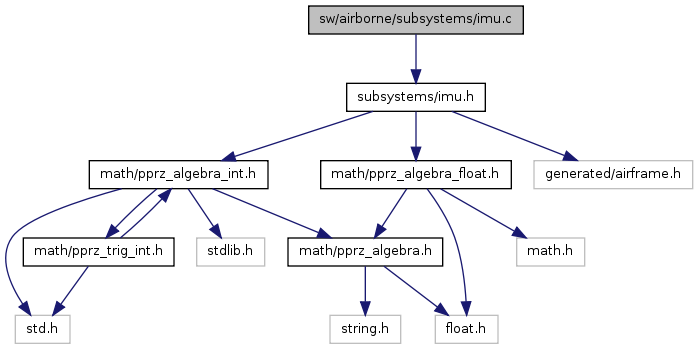 sw/airborne/subsystems/imu.c
subsystems/imu.h
math/pprz_algebra_int.h
math/pprz_algebra_float.h
generated/airframe.h
math/pprz_trig_int.h
stdlib.h
math/pprz_algebra.h
math.h
std.h
string.h
float.h